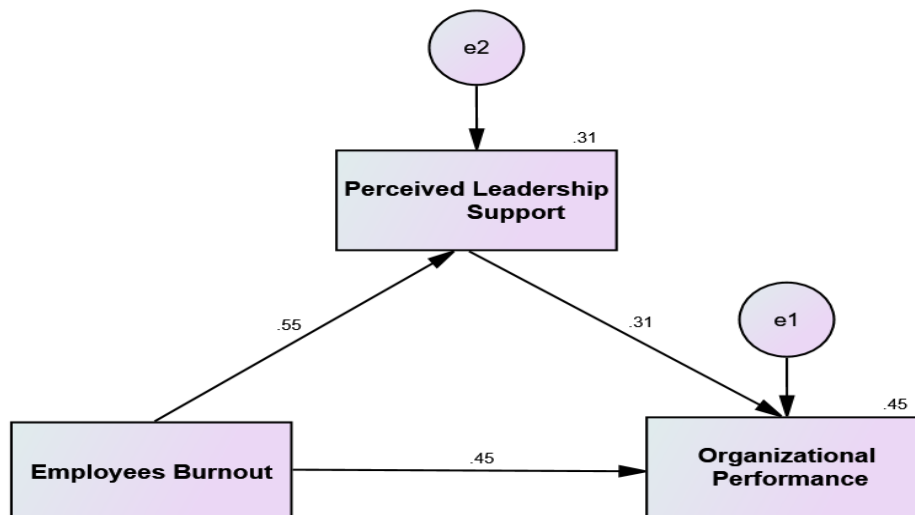 e2
.31
Perceived Leadership
Support
.55
.31
e1
.45
Employees Burnout
.45
Organizational
Performance